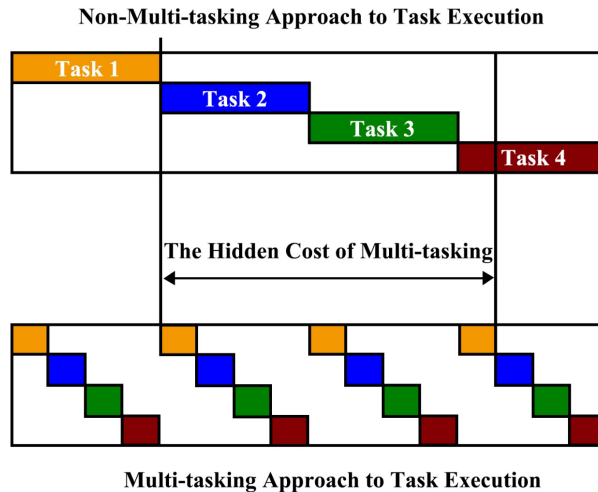 Non-Multi-tasking Approach to Task Execution
Task 1
Task 2
Task 3
Task 4
The Hidden Cost of Multi-tasking
Multi-tasking Approach to Task Execution